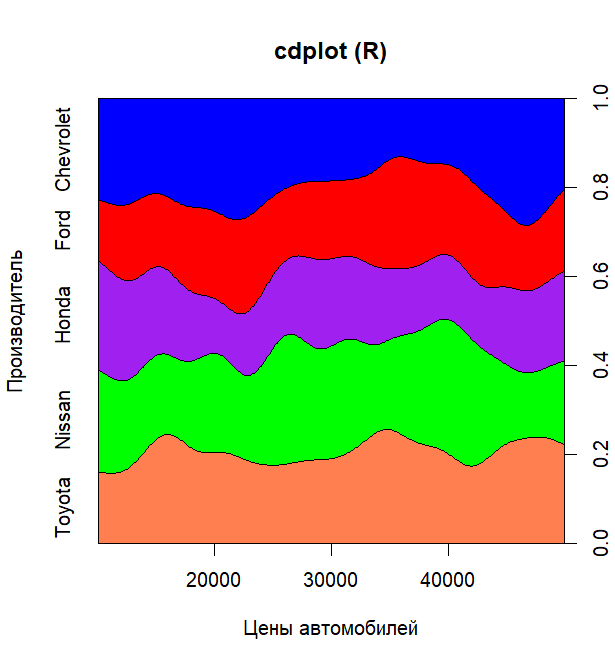 cdplot (R)
Производитель
Chevrolet
Ford
Honda
Nissan
Toyota
1.0
0.8
0.6
0.4
0.2
0.0
20000 30000 40000
Цены автомобилей